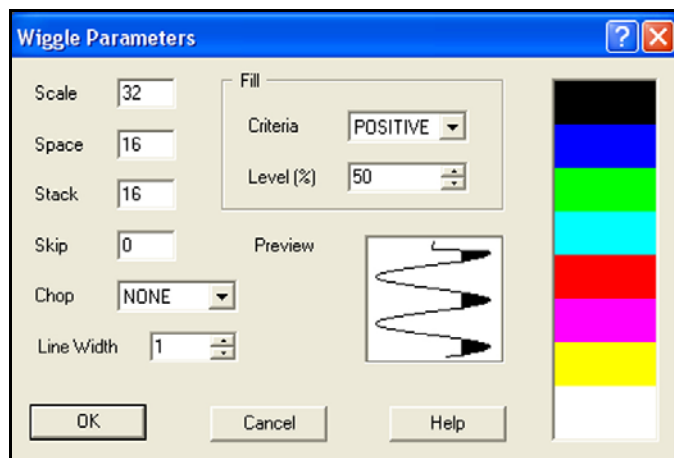 Wiggle Parameters
Scale 32
Space 16
Stack 16
Skip 0
Chop NONE
Line Width 1
Fill
Criteria POSITIVE
Level (%) 50
Preview
OK Cancel Help